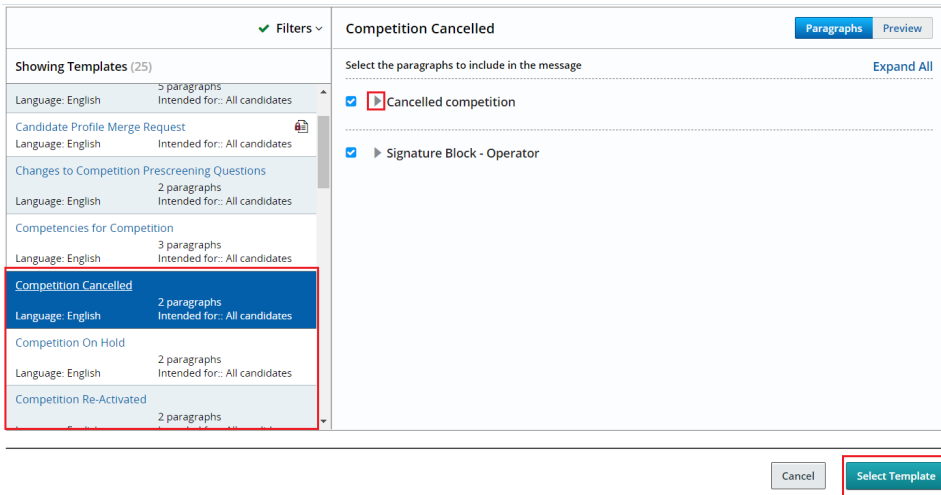 Filters
Showing Templates (25)
5 paragraphs
Language: English Intended for:: All candidates
Candidate Profile Merge Request
Language: English Intended for:: All candidates
Changes to Competition Prescreening Questions
2 paragraphs
Language: English Intended for:: All candidates
Competencies for Competition
3 paragraphs
Language: English Intended for:: All candidates
Competition Cancelled
2 paragraphs
Language: English Intended for:: All candidates
Competition On Hold
2 paragraphs
Language: English Intended for:: All candidates
Competition Re-Activated
2 paragraphs
Competition Cancelled
Paragraphs Preview
Select the paragraphs to include in the message
Expand All
Cancelled competition
Signature Block - Operator
Cancel Select Template